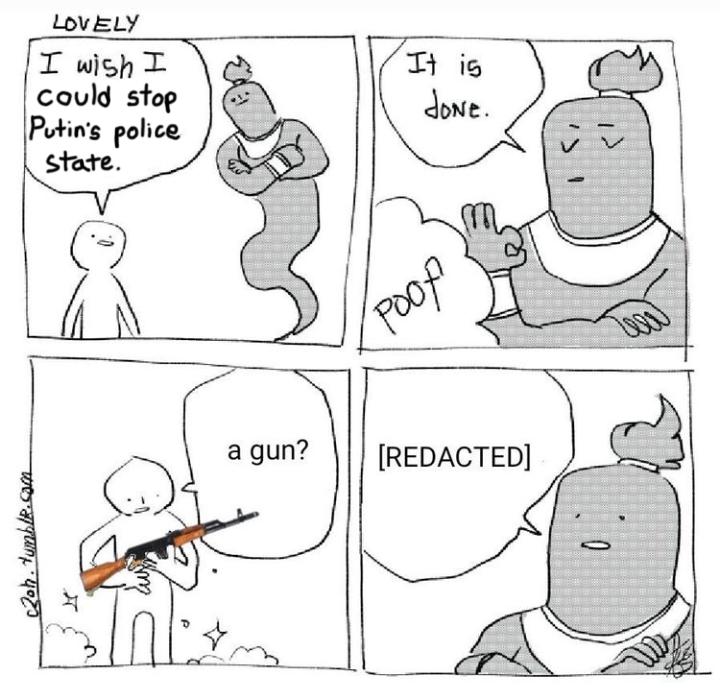 LOVELY
I wish I
could stop
Putin's police
state.
It is
done.
POOF
a gun?
[REDACTED]
c2oh.tumblr.com